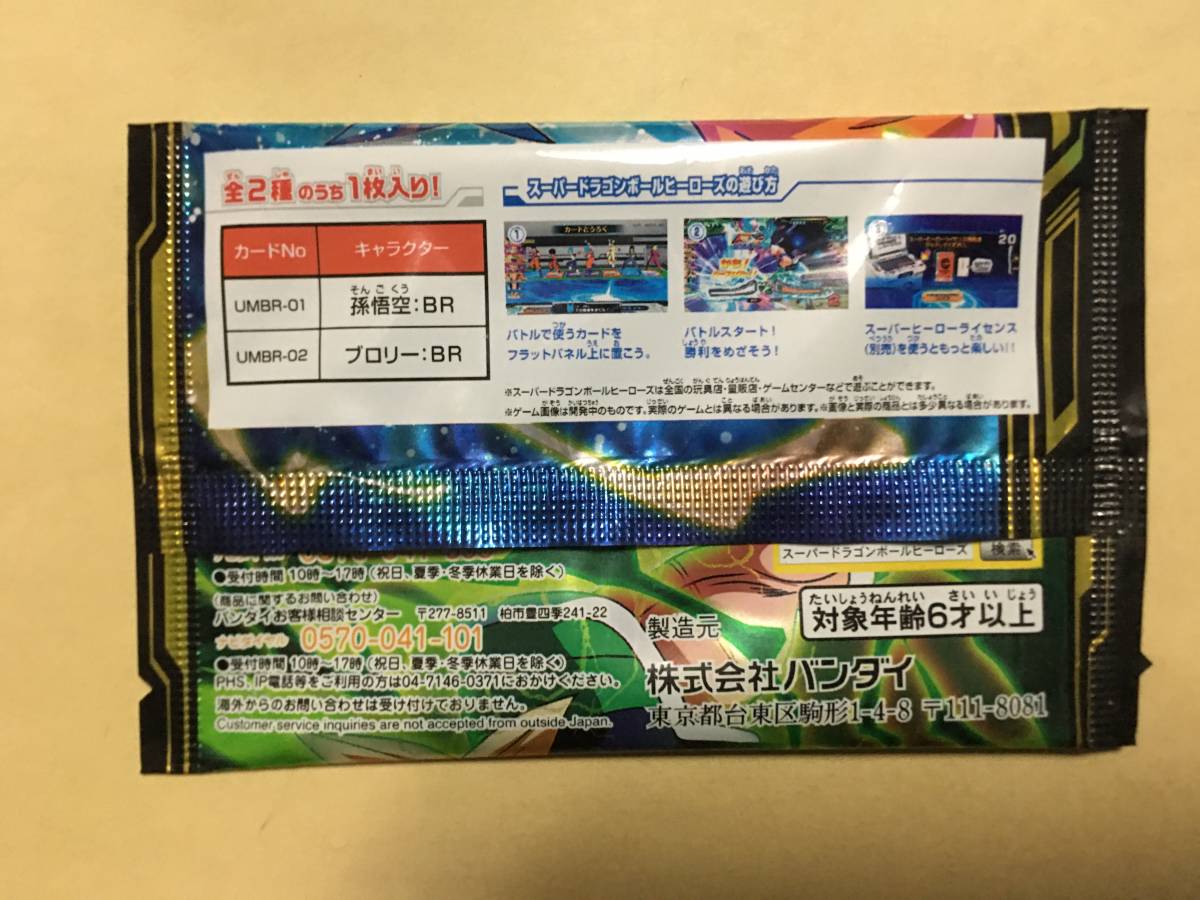 全2種のうち1枚入り!
カードNo キャラクター
UMBR-01 孫悟空:BR
UMBR-02 ブロリー:BR
スーパードラゴンボールヒーローズの遊び方
①
カードとうろく
バトルで使うカードを
フラットパネル上に置こう。
②
バトルスタート!
勝利をめざそう!
20
スーパーヒーローライセンス
(別売)を使うともっと楽しい!!
※スーパードラゴンボールヒーローズは全国の玩具店・量販店・ゲームセンターなどで遊ぶことができます。
※ゲーム画像は開発中のものです。実際のゲームとは異なる場合があります。※画像と実際の商品とは多少異なる場合があります。
スーパードラゴンボールヒーローズ 検索
●受付時間 10時〜17時(祝日、夏季・冬季休業日を除く)
(商品に関するお問い合わせ)
バンダイお客様相談センター 〒277-8511 柏市豊四季241-22
ナビダイヤル 0570-041-101
●受付時間 10時〜17時(祝日、夏季・冬季休業日を除く)
PHS、IP電話等をご利用の方は04-7146-0371におかけください。
海外からのお問い合わせは受け付けておりません。
Customer service inquiries are not accepted from outside Japan.
対象年齢6才以上
製造元
株式会社バンダイ
東京都台東区駒形1-4-8 〒111-8081